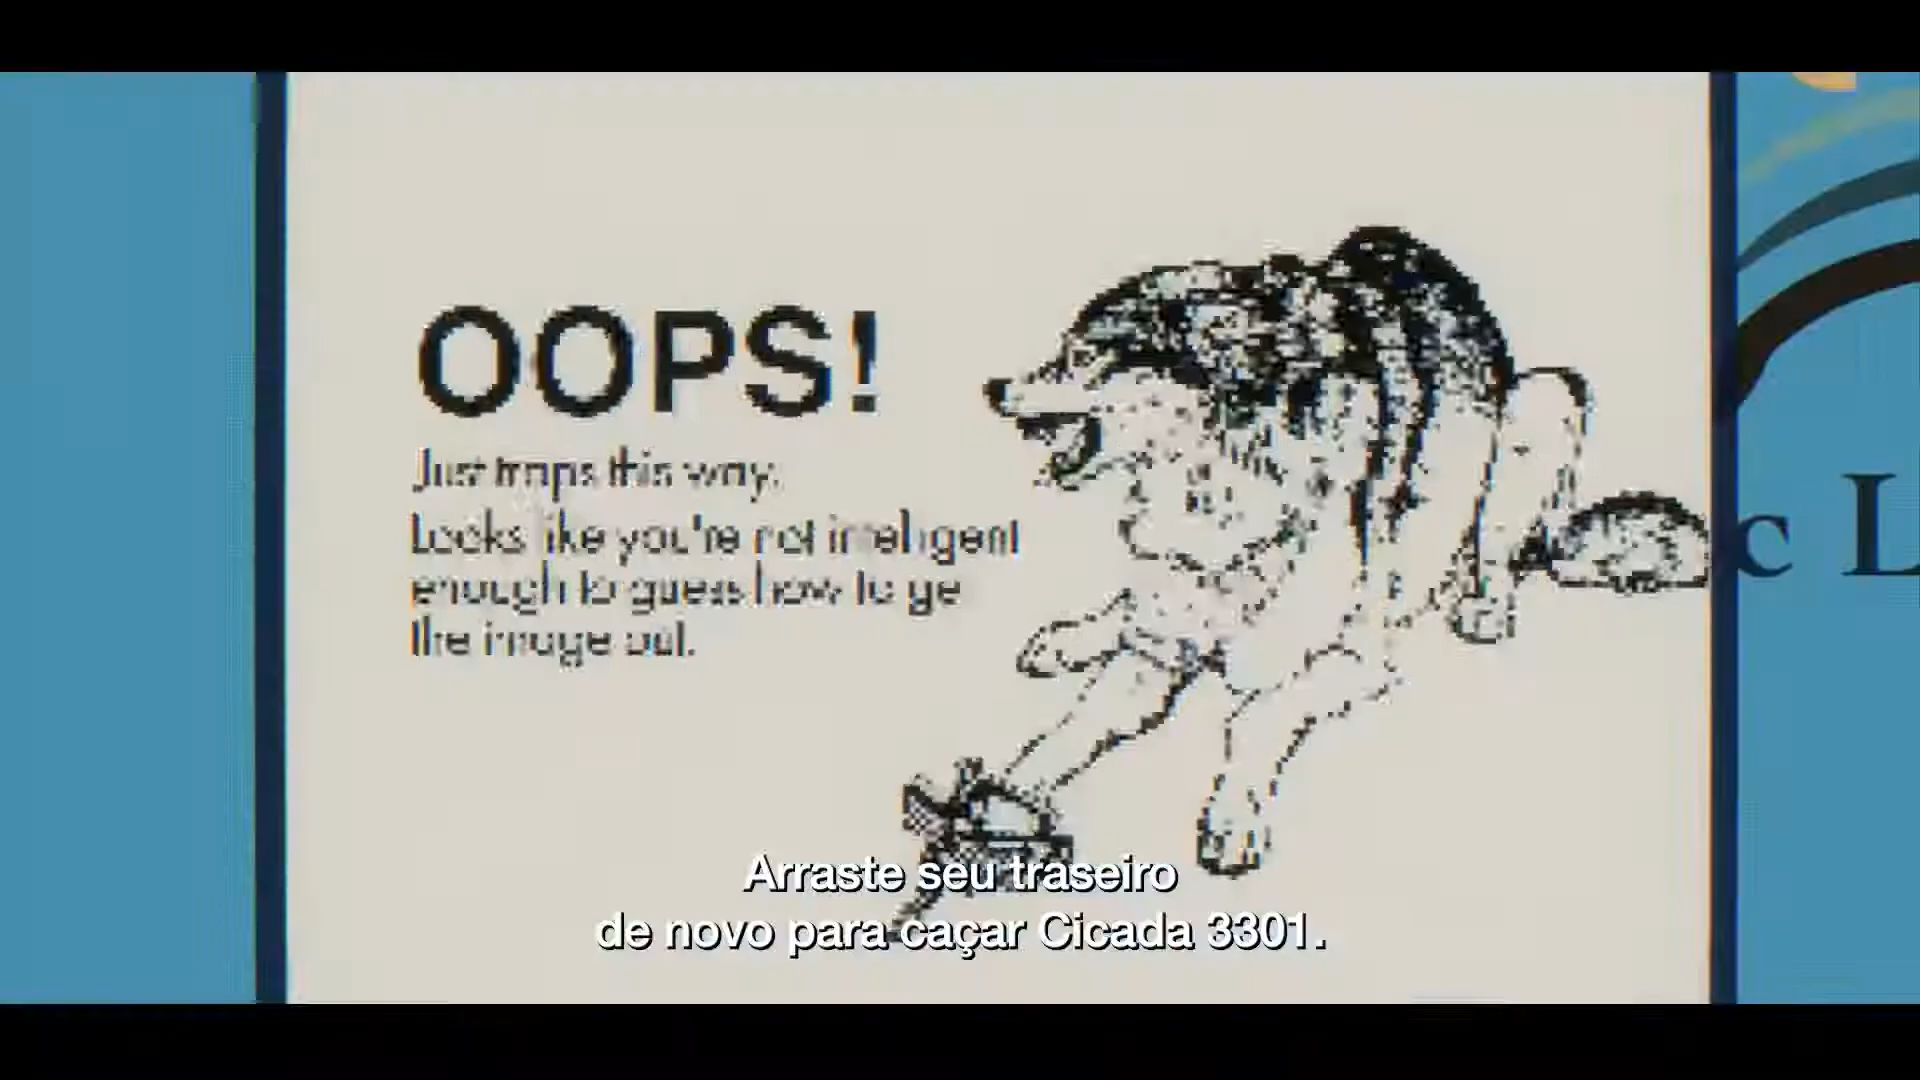 OOPS!
Just traps this way.
Looks like you're not inteligent
enough to guess how to ge
the image out.
c L
Arraste seu traseiro
de novo para caçar Cicada 3301.